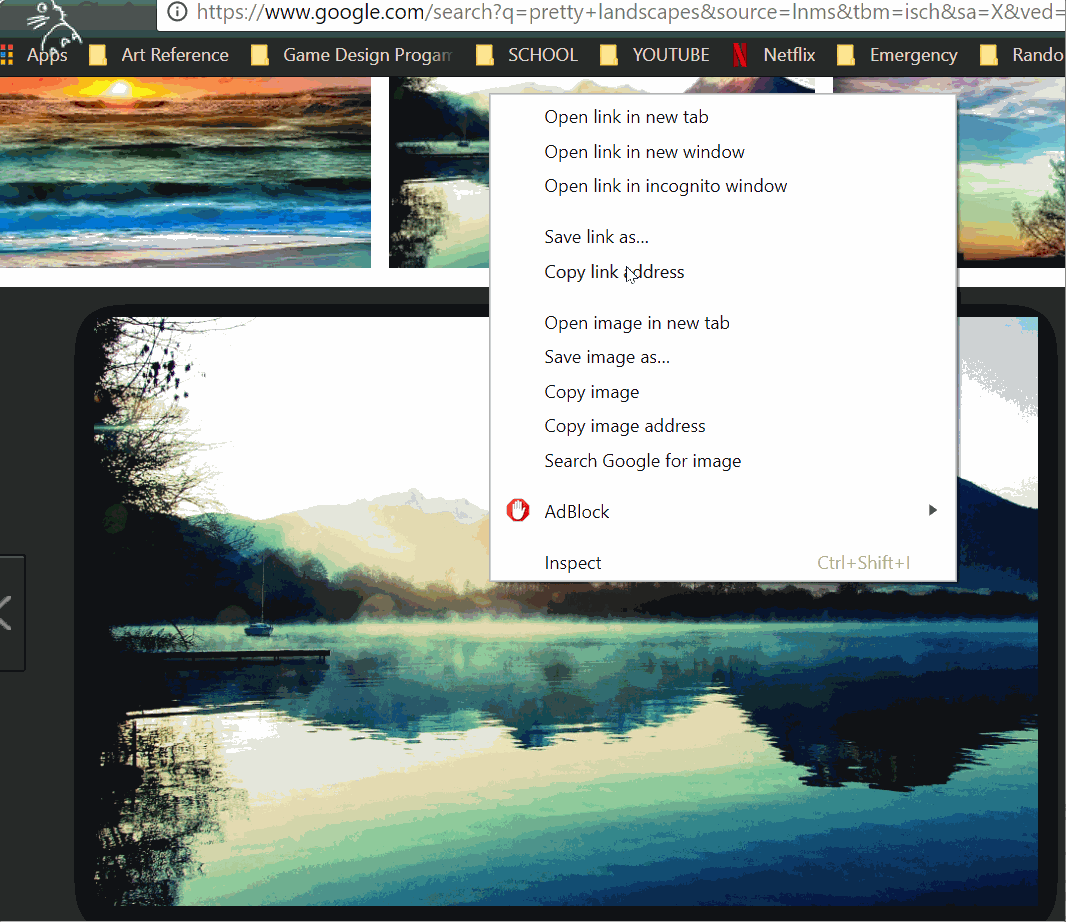 https://www.google.com/search?q=pretty+landscapes&source=lnms&tbm=isch&sa=X&ved=
Apps Art Reference Game Design Progam SCHOOL YOUTUBE Netflix Emergency Rando
Open link in new tab
Open link in new window
Open link in incognito window
Save link as...
Copy link address
Open image in new tab
Save image as...
Copy image
Copy image address
Search Google for image
AdBlock
Inspect Ctrl+Shift+I